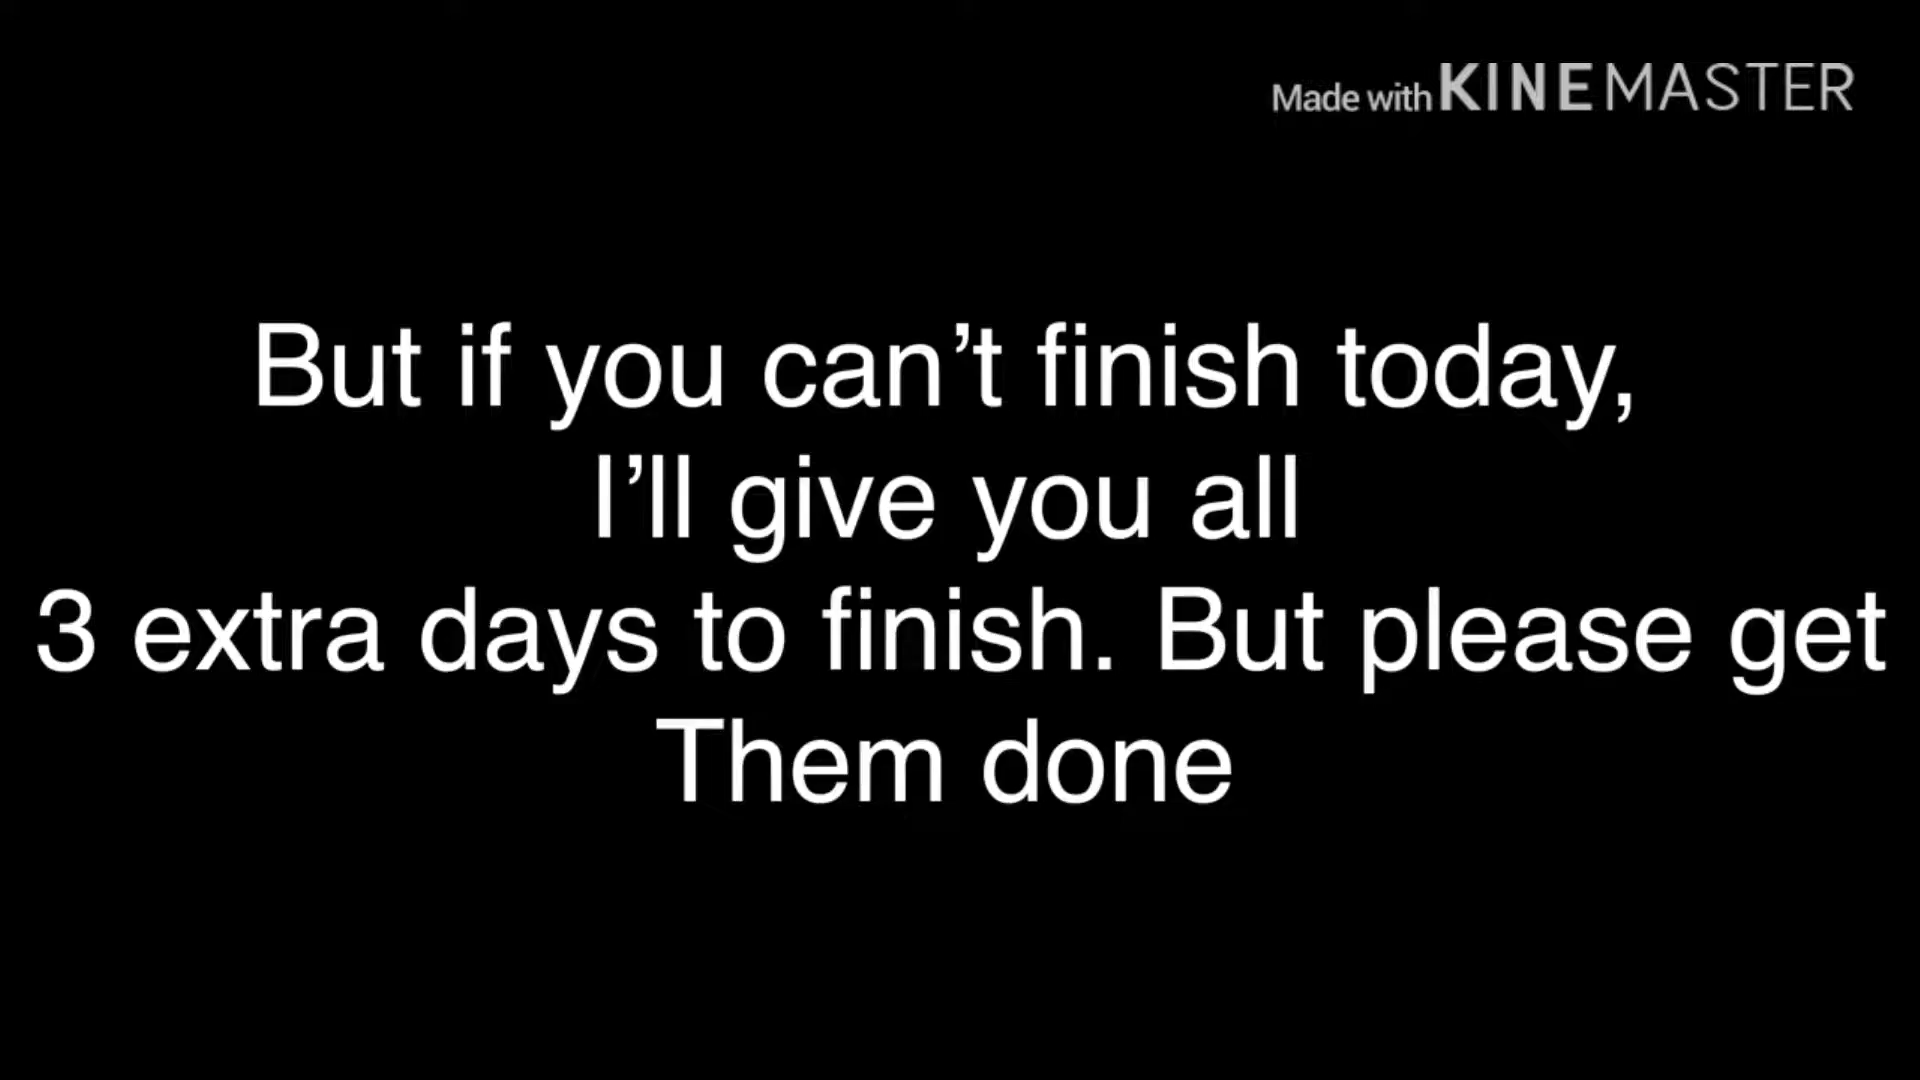 Made with KINEMASTER
But if you can’t finish today,
I’ll give you all
3 extra days to finish. But please get
Them done